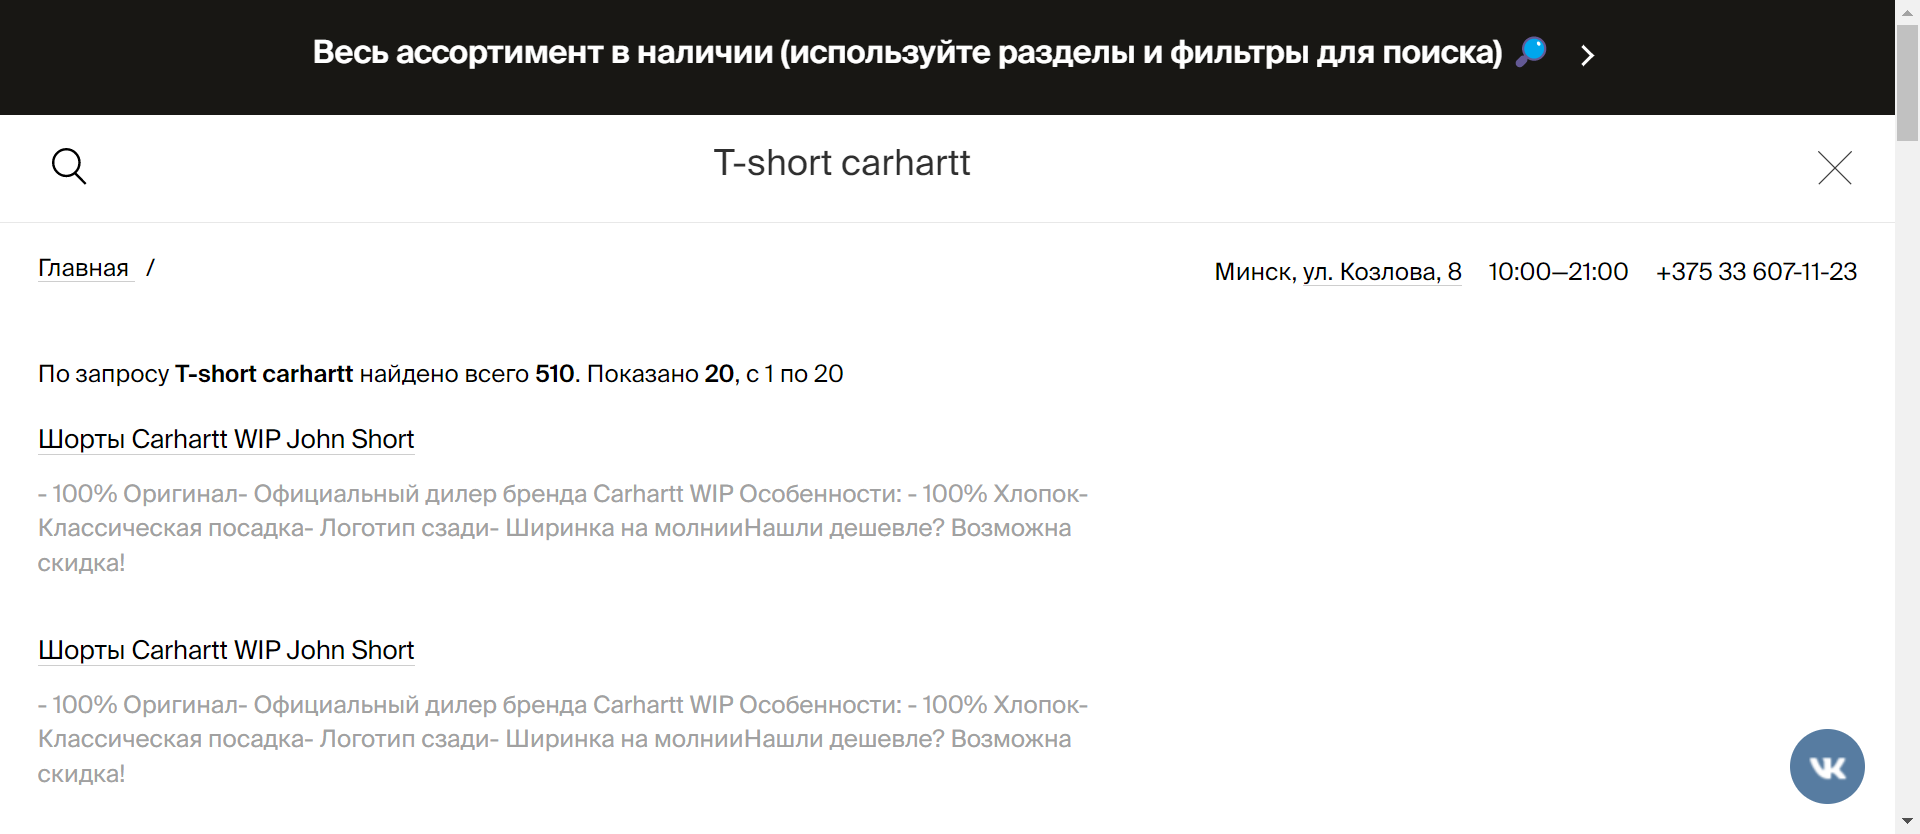 Весь ассортимент в наличии (используйте разделы и фильтры для поиска)
T-short carhartt
Главная /
Минск, ул. Козлова, 8 10:00—21:00 +375 33 607-11-23
По запросу T-short carhartt найдено всего 510. Показано 20, с 1 по 20
Шорты Carhartt WIP John Short
- 100% Оригинал- Официальный дилер бренда Carhartt WIP Особенности: - 100% Хлопок-
Классическая посадка- Логотип сзади- Ширинка на молнииНашли дешевле? Возможна
скидка!
Шорты Carhartt WIP John Short
- 100% Оригинал- Официальный дилер бренда Carhartt WIP Особенности: - 100% Хлопок-
Классическая посадка- Логотип сзади- Ширинка на молнииНашли дешевле? Возможна
скидка!
VK